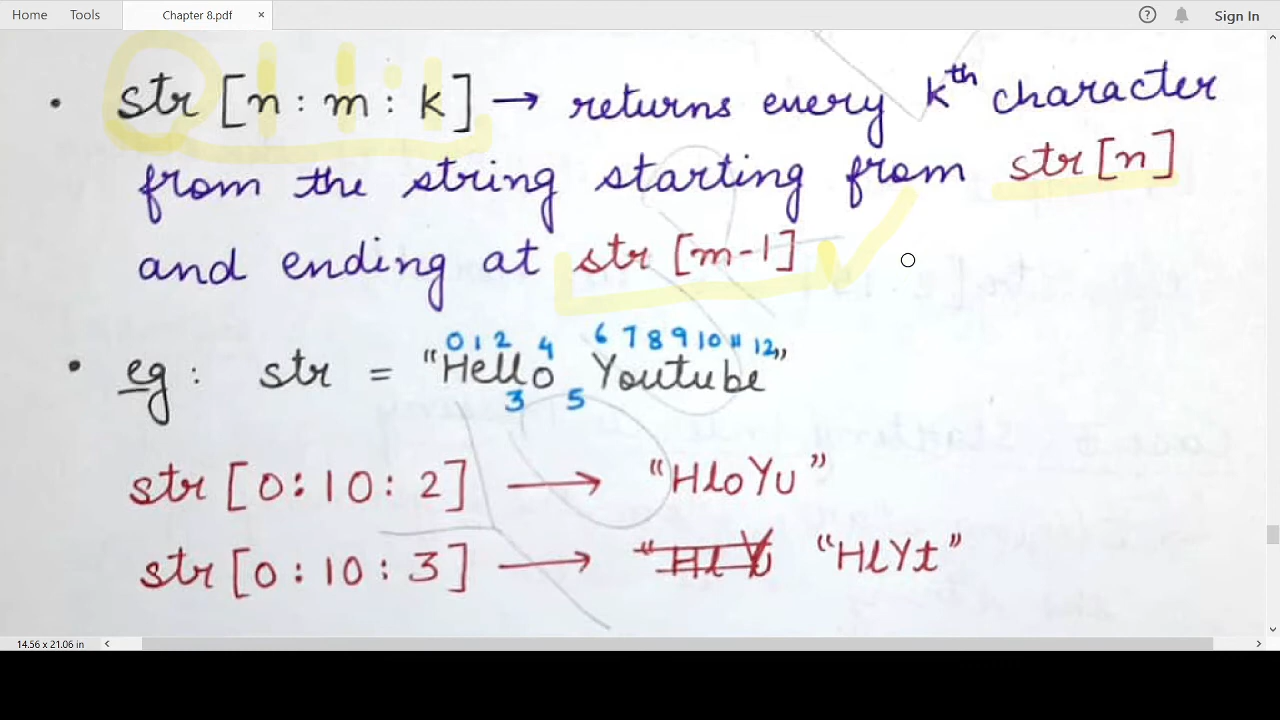 Home Tools Chapter 8.pdf × Sign In
• str [n : m : k] → returns every kth character
from the string starting from str [n]
and ending at str [m-1]
0 1 2 4 6 7 8 9 10 11 12
• eg : str = "Hello Youtube"
3 5
str [0:10:2] → "HloYu"
str [0:10:3] → "HlYt"
14.56 x 21.06 in